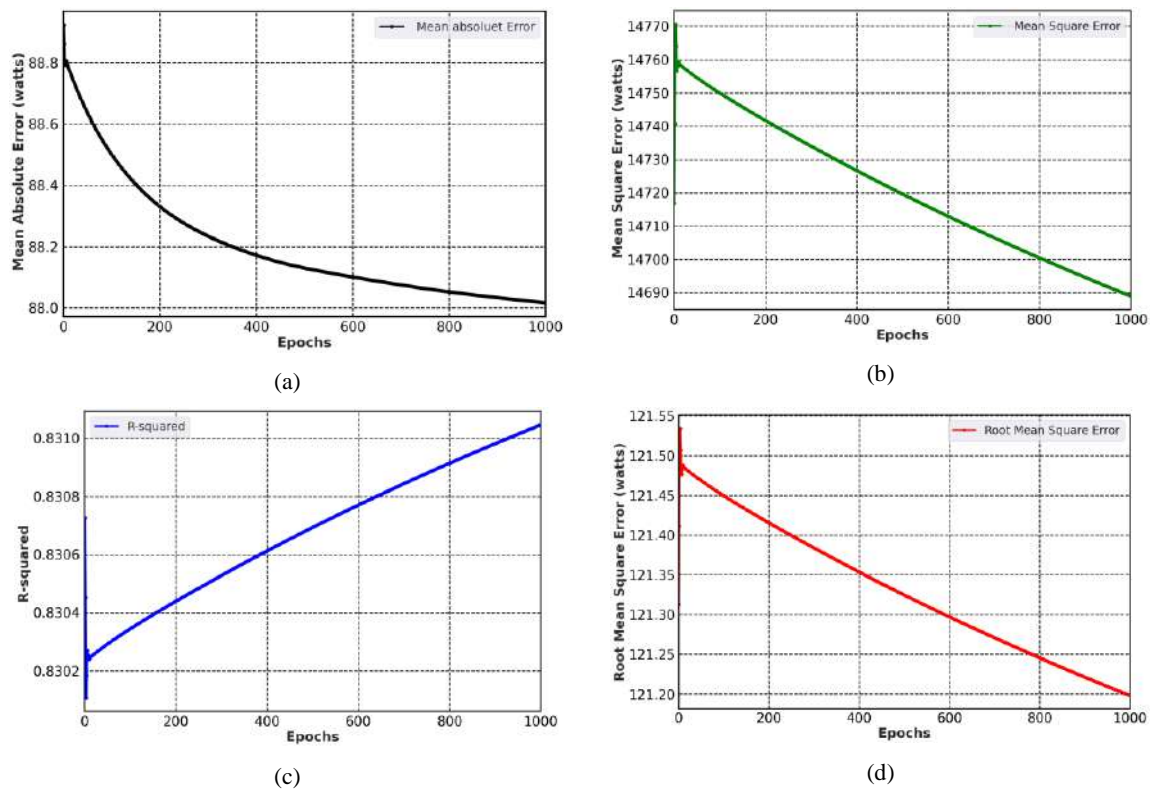 Mean absoluet Error
Mean Absolute Error (watts)
88.8
88.6
88.4
88.2
88.0
0 200 400 600 800 1000
Epochs
(a)
Mean Square Error
Mean Square Error (watts)
14770
14760
14750
14740
14730
14720
14710
14700
14690
0 200 400 600 800 1000
Epochs
(b)
R-squared
R-squared
0.8310
0.8308
0.8306
0.8304
0.8302
0 200 400 600 800 1000
Epochs
(c)
Root Mean Square Error
Root Mean Square Error (watts)
121.55
121.50
121.45
121.40
121.35
121.30
121.25
121.20
0 200 400 600 800 1000
Epochs
(d)